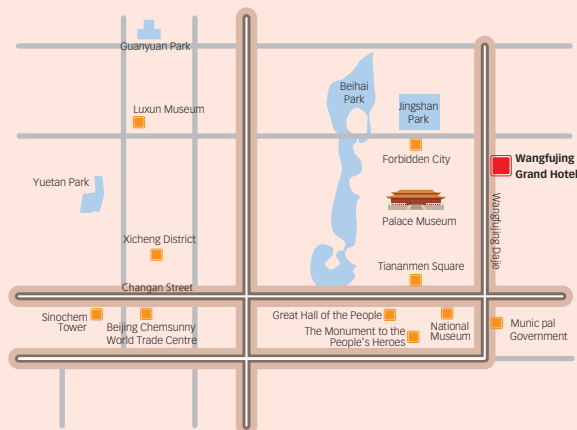 Guanyuan Park
Beihai
Park
Jingshan
Park
Luxun Museum
Forbidden City
Wangfujing
Grand Hotel
Yuetan Park
Palace Museum
Wangfujing Dajie
Xicheng District
Tiananmen Square
Changan Street
Sinochem
Tower
Beijing Chemsunny
World Trade Centre
Great Hall of the People
The Monument to the
People's Heroes
National
Museum
Munic pal
Government